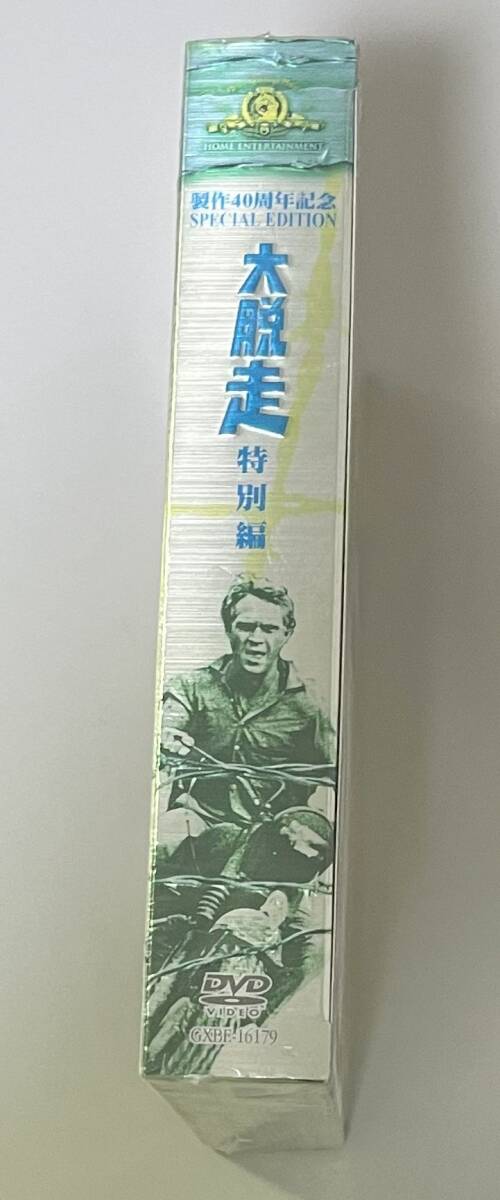 HOME ENTERTAINMENT
製作40周年記念
SPECIAL EDITION
大脱走
特別編
DVD
VIDEO
GXBE-16179